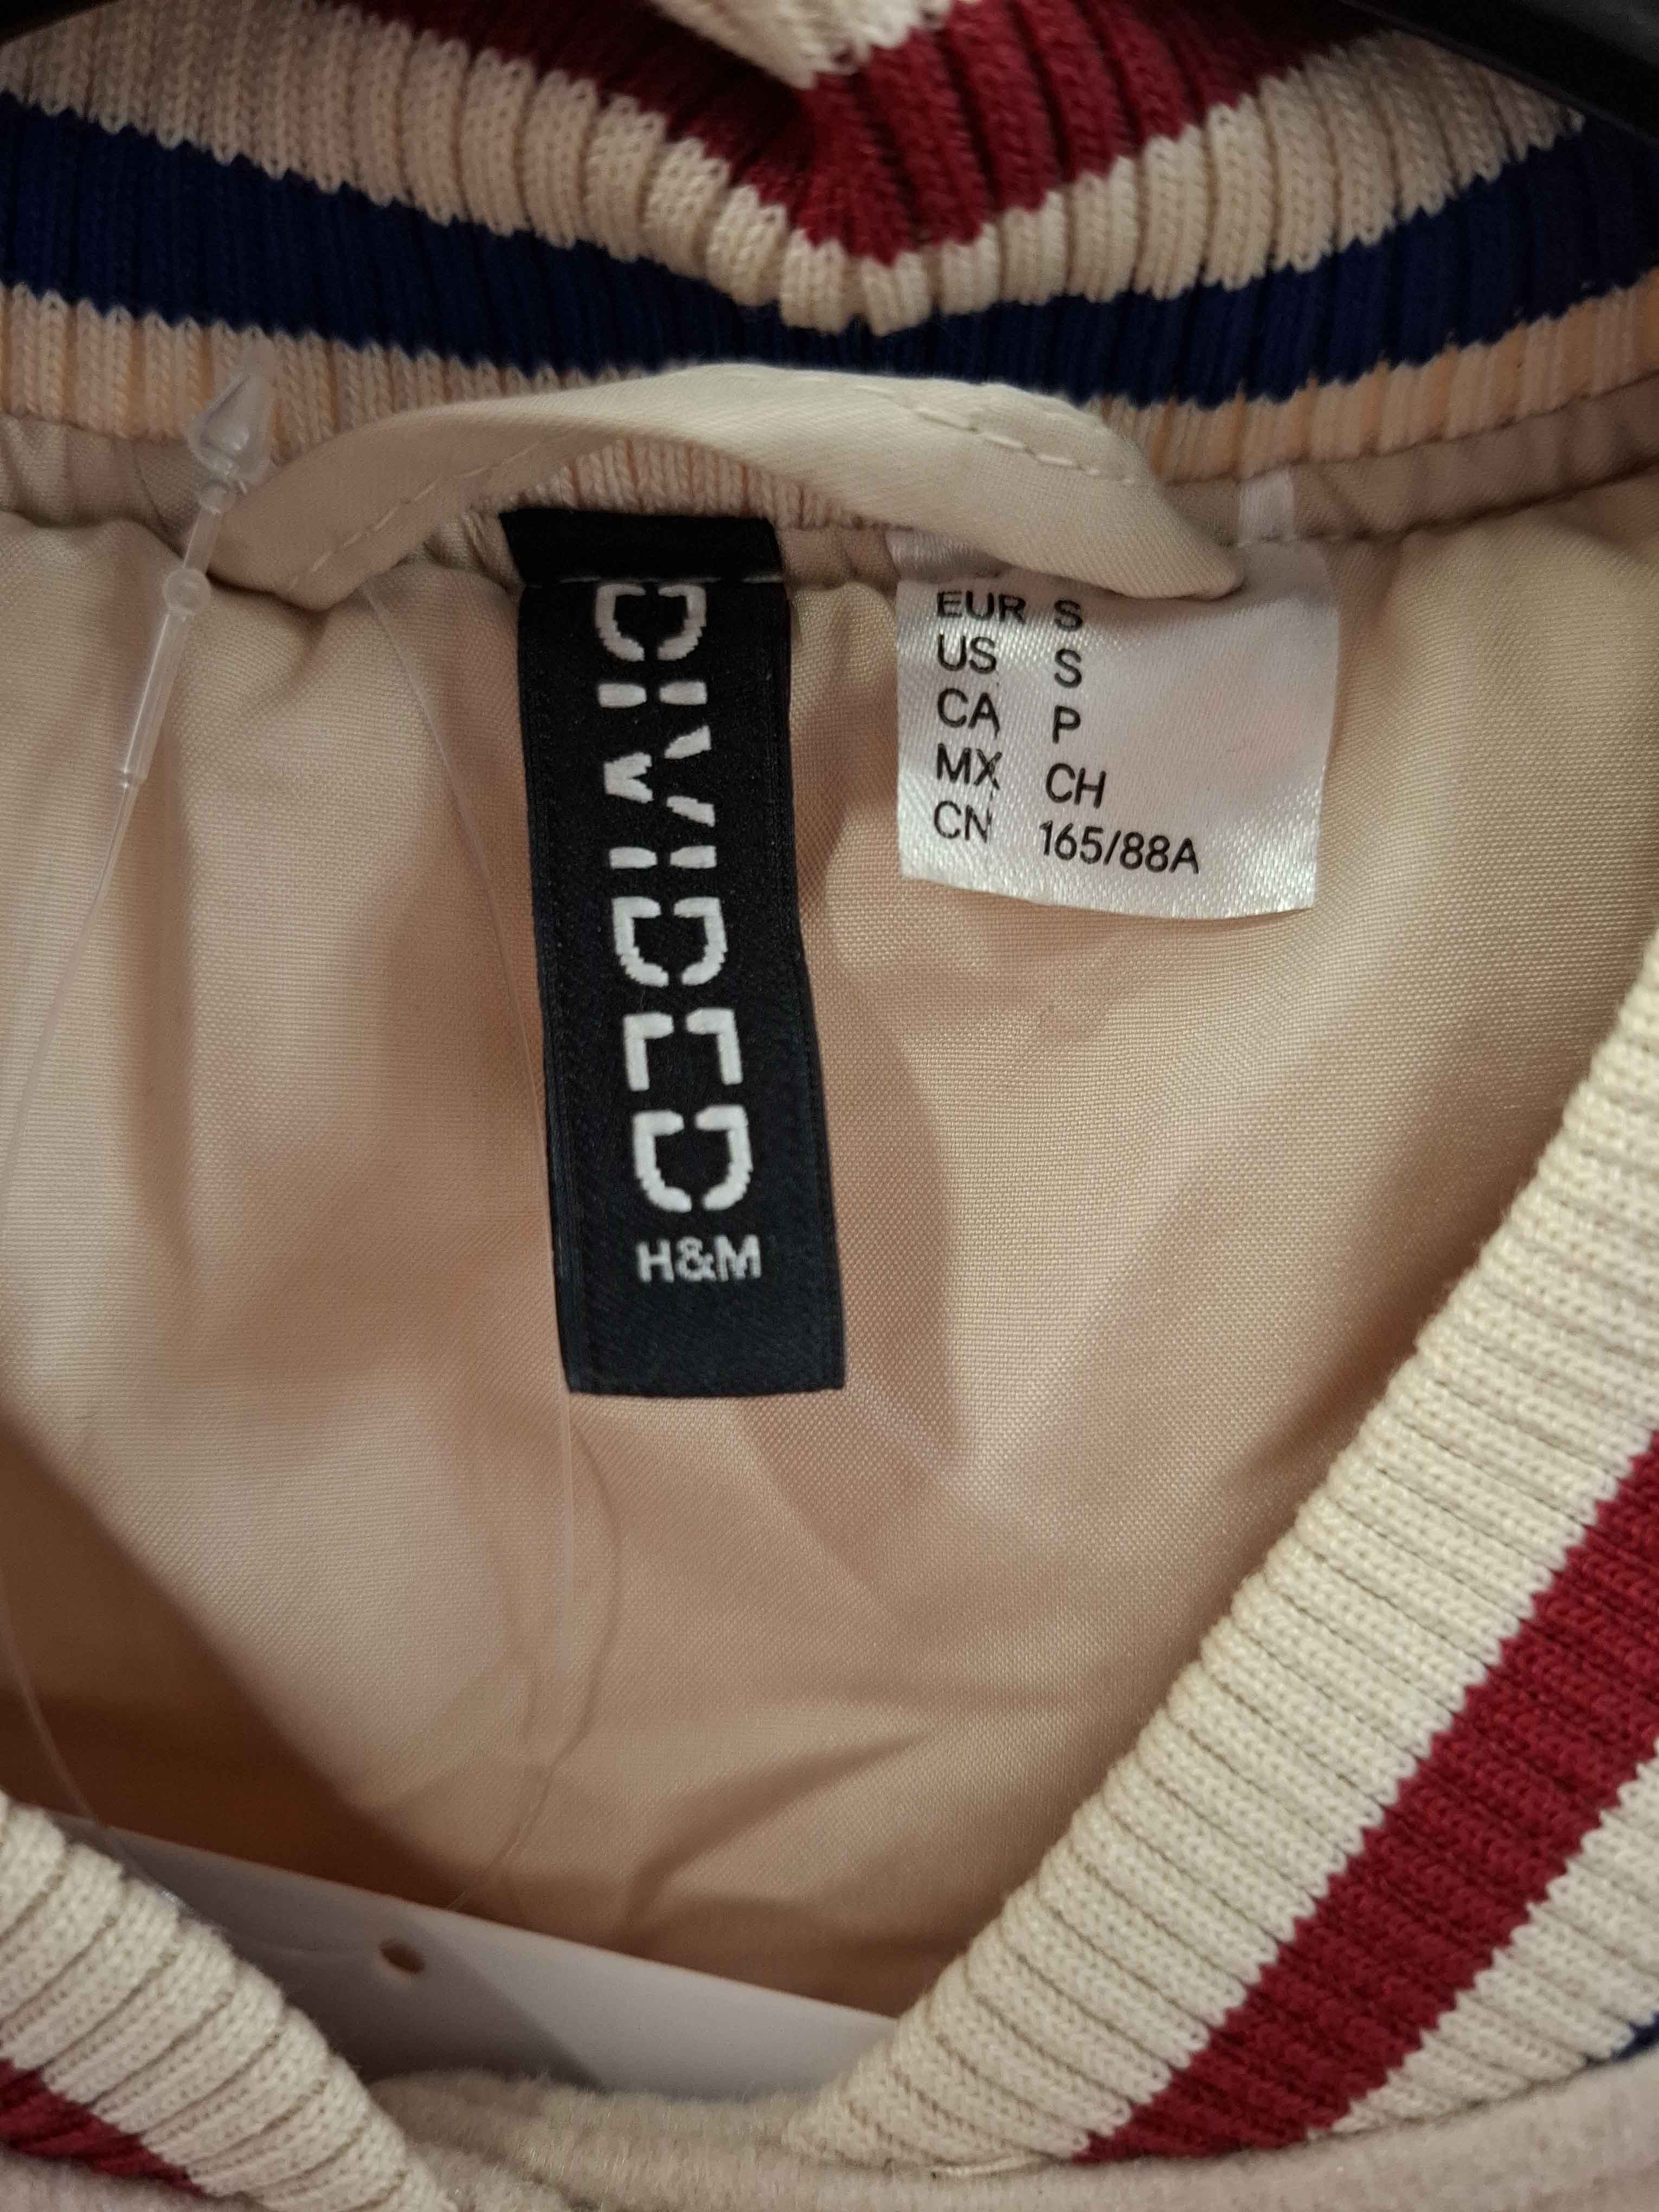 DIVIDED
H&M
EUR S
US S
CA P
MX CH
CN 165/88A